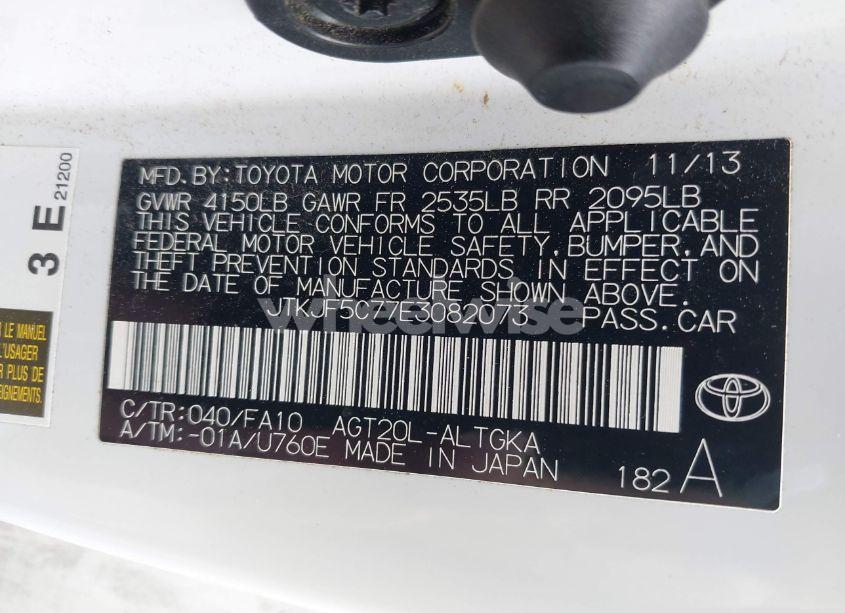 MFD.BY:TOYOTA MOTOR CORPORATION 11/13
GVWR 4150LB GAWR FR 2535LB RR 2095LB
THIS VEHICLE CONFORMS TO ALL APPLICABLE
FEDERAL MOTOR VEHICLE SAFETY,BUMPER,AND
THEFT PREVENTION STANDARDS IN EFFECT ON
THE DATE OF MANUFACTURE SHOWN ABOVE.
JTKJF5C77E3082073 PASS.CAR
C/TR:040/FA10 AGT20L-ALTGKA
A/TM:-01A/U760E MADE IN JAPAN
182 A
3 E 21200
LE MANUEL
L'USAGER
PLUS DE
wheelwise